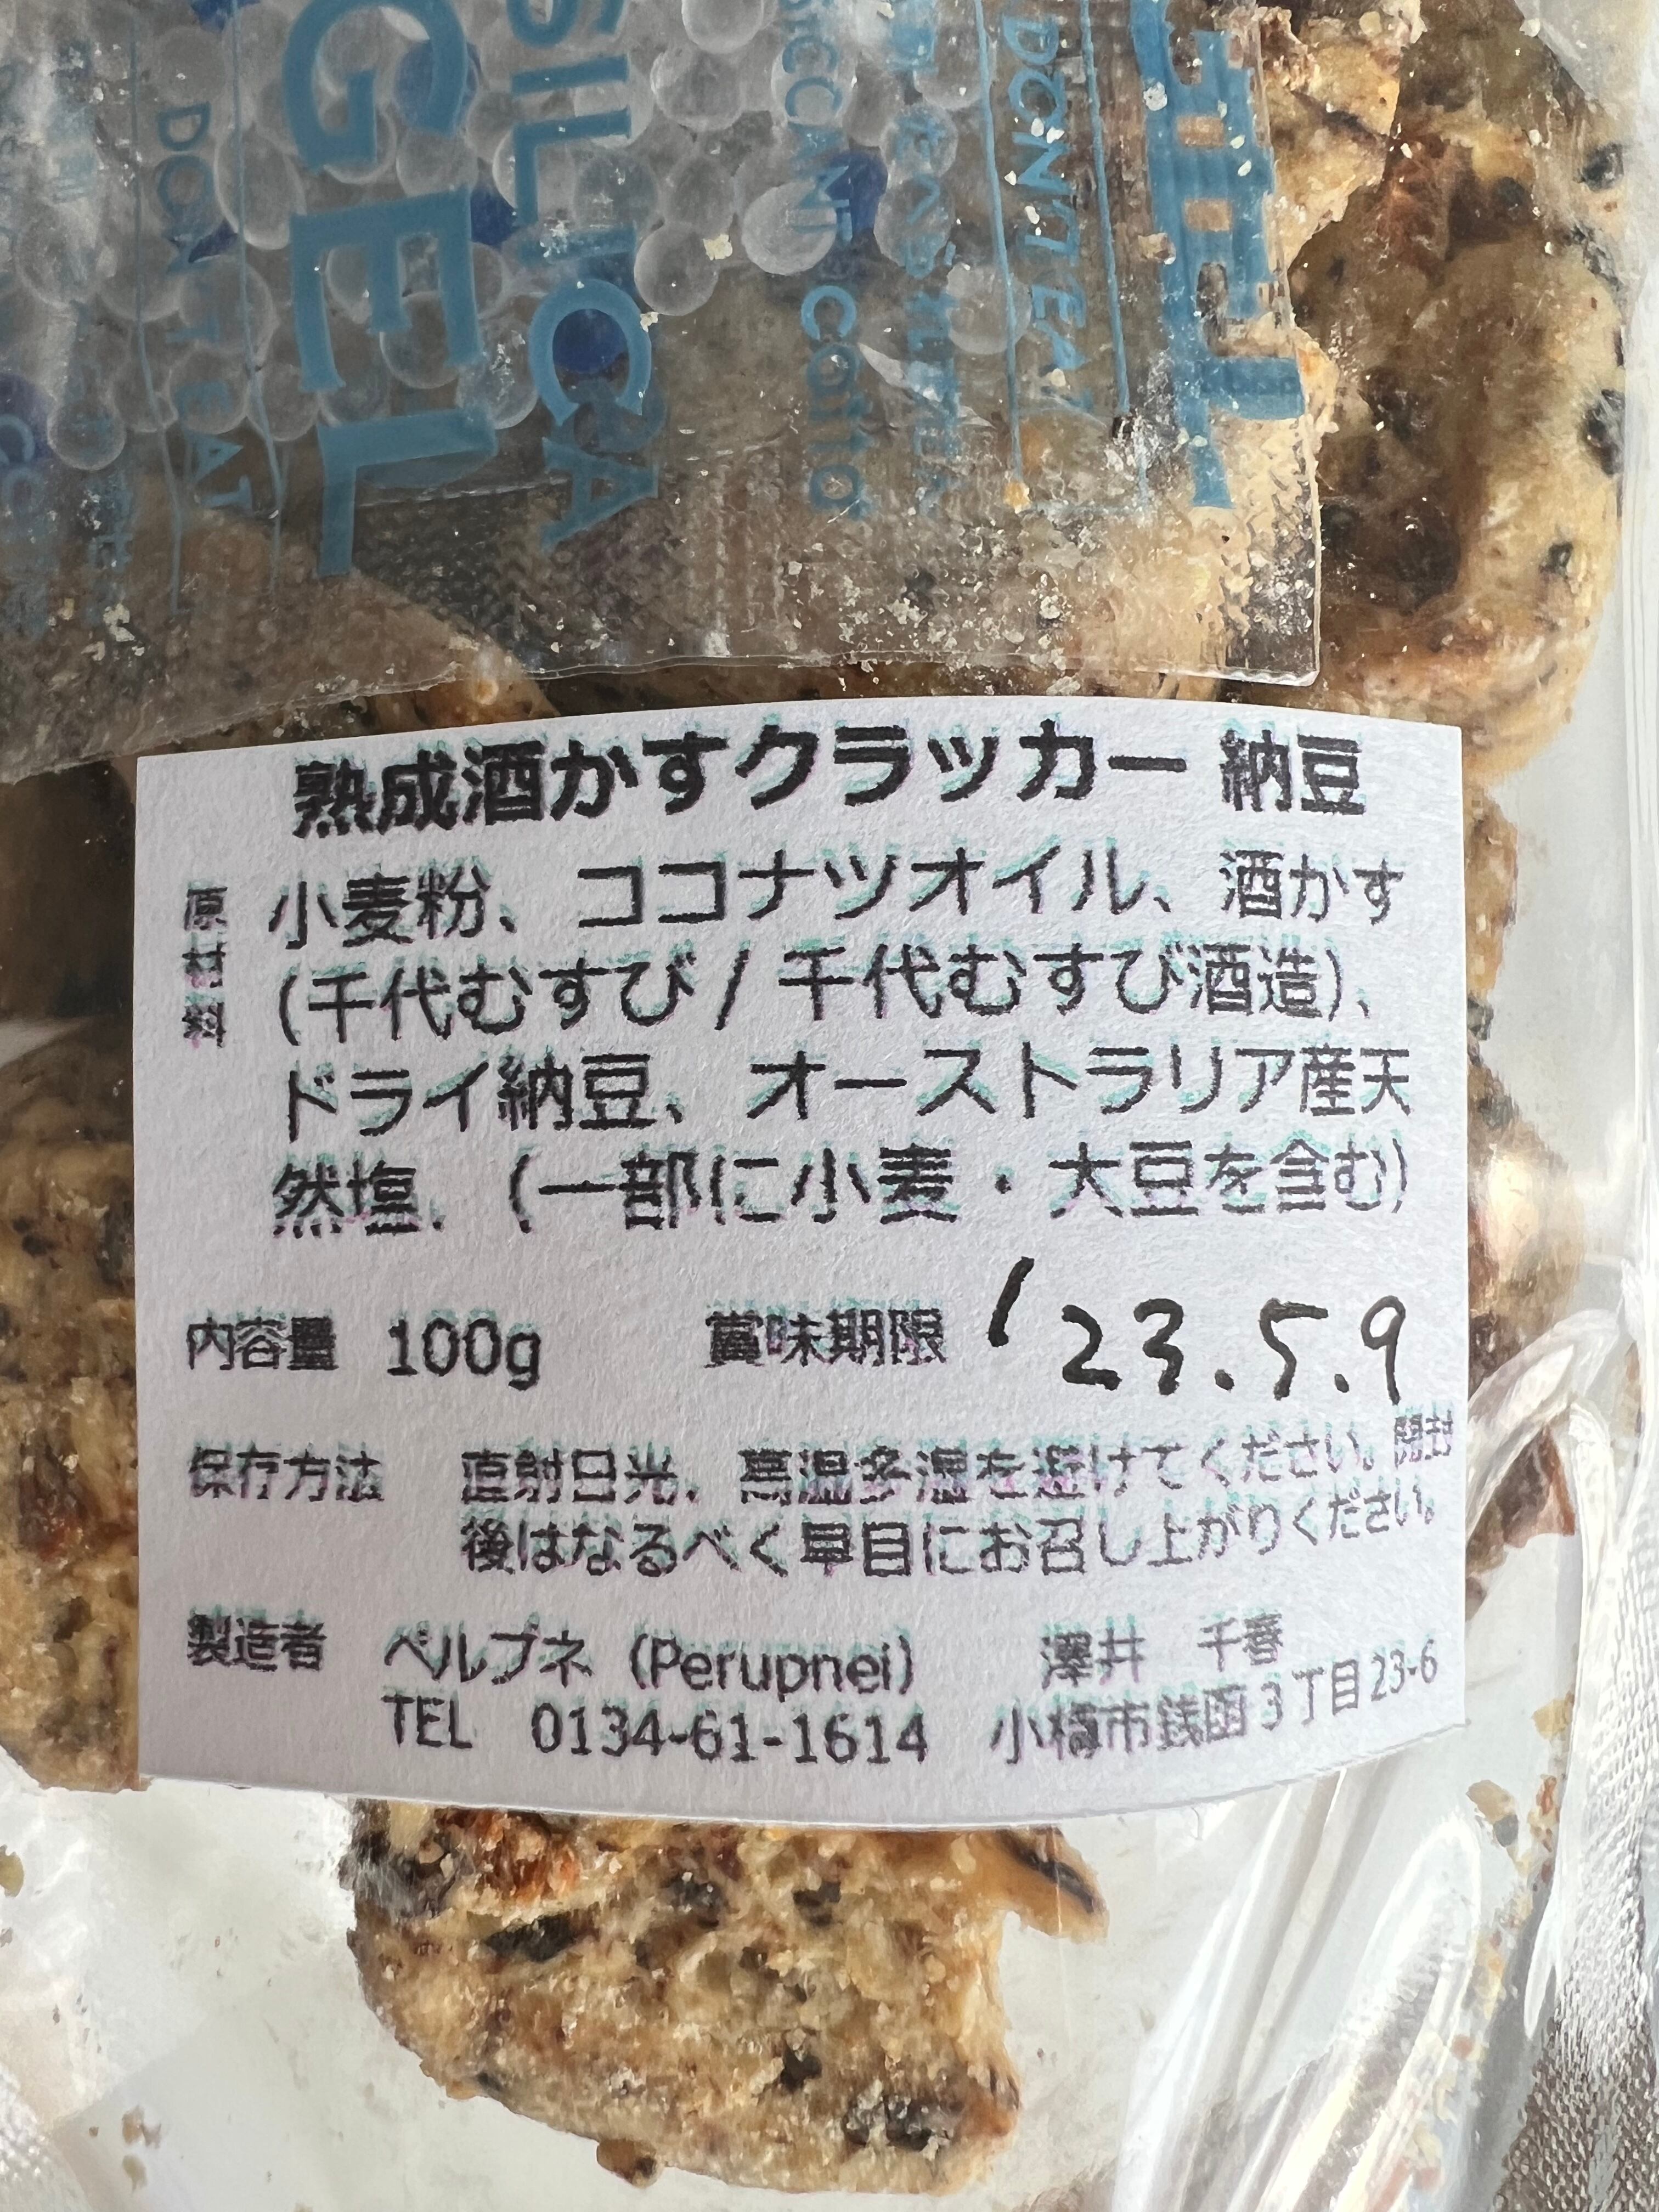 SILICA
GEL
DON'T EAT
DON'T EAT
熟成酒かすクラッカー 納豆
原材料 小麦粉、ココナツオイル、酒かす
(千代むすび / 千代むすび酒造)、
ドライ納豆、オーストラリア産天
然塩、(一部に小麦・大豆を含む)
内容量 100g 賞味期限 '23.5.9
保存方法 直射日光、高温多湿を避けてください。開封
後はなるべく早目にお召し上がりください。
製造者 ペルプネ (Perupnei) 澤井 千春
TEL 0134-61-1614 小樽市銭函3丁目23-6